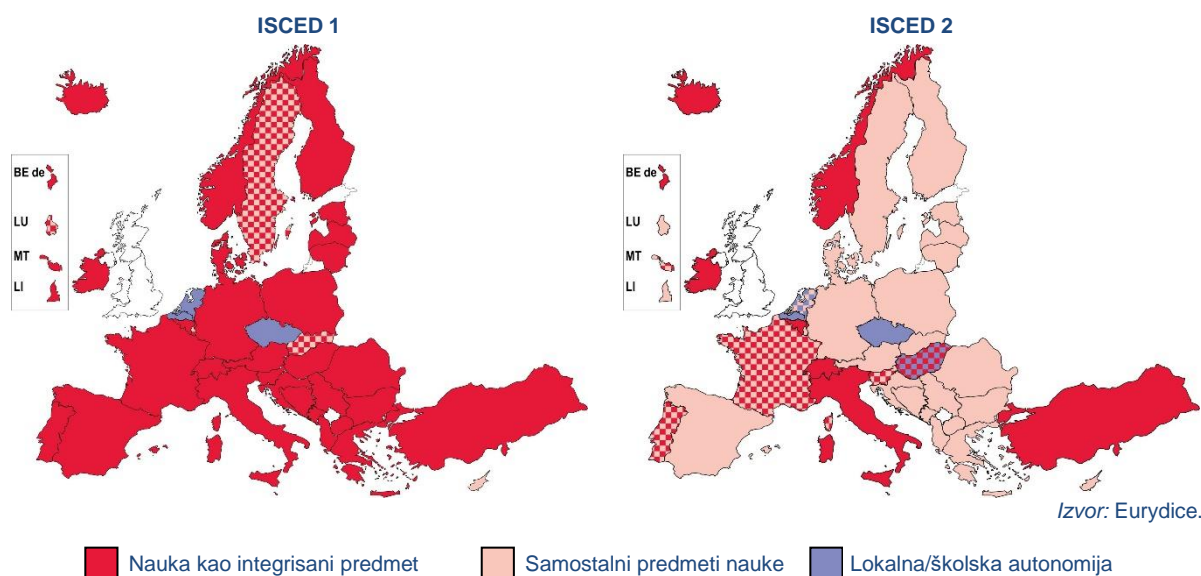 ISCED 1
ISCED 2
BE de
LU
MT
LI
BE de
LU
MT
LI
Izvor: Eurydice.
Nauka kao integrisani predmet
Samostalni predmeti nauke
Lokalna/školska autonomija